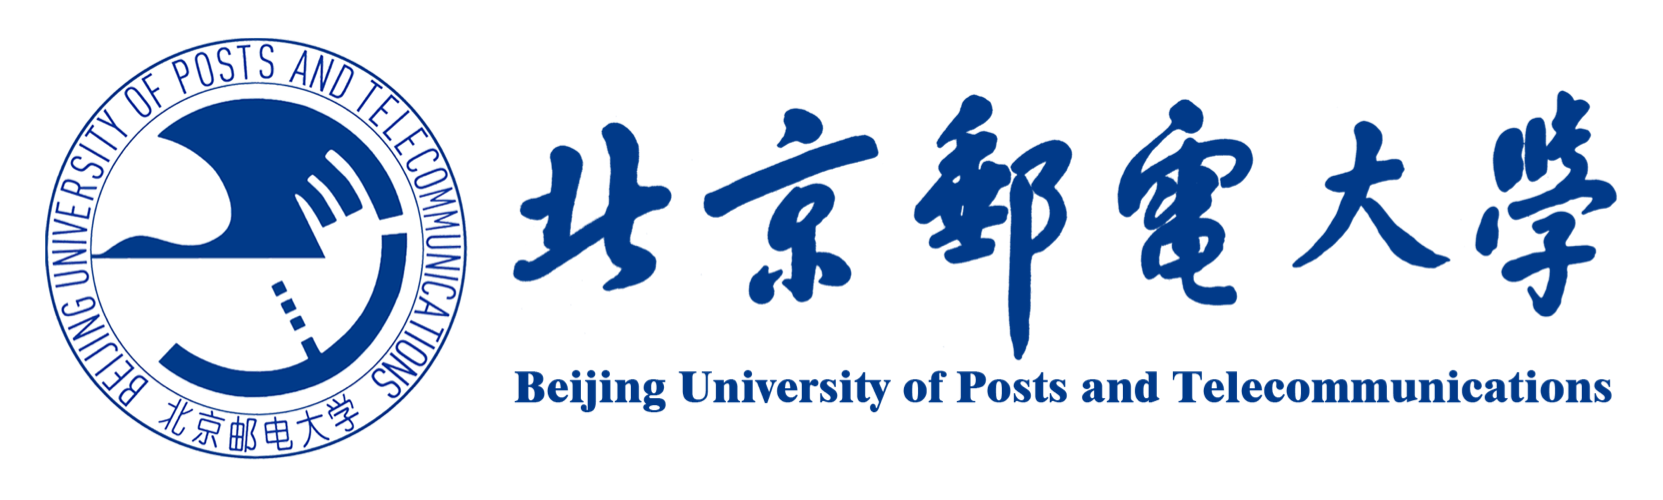 BEIJING UNIVERSITY OF POSTS AND TELECOMMUNICATIONS
北京邮电大学
北京郵電大学
Beijing University of Posts and Telecommunications